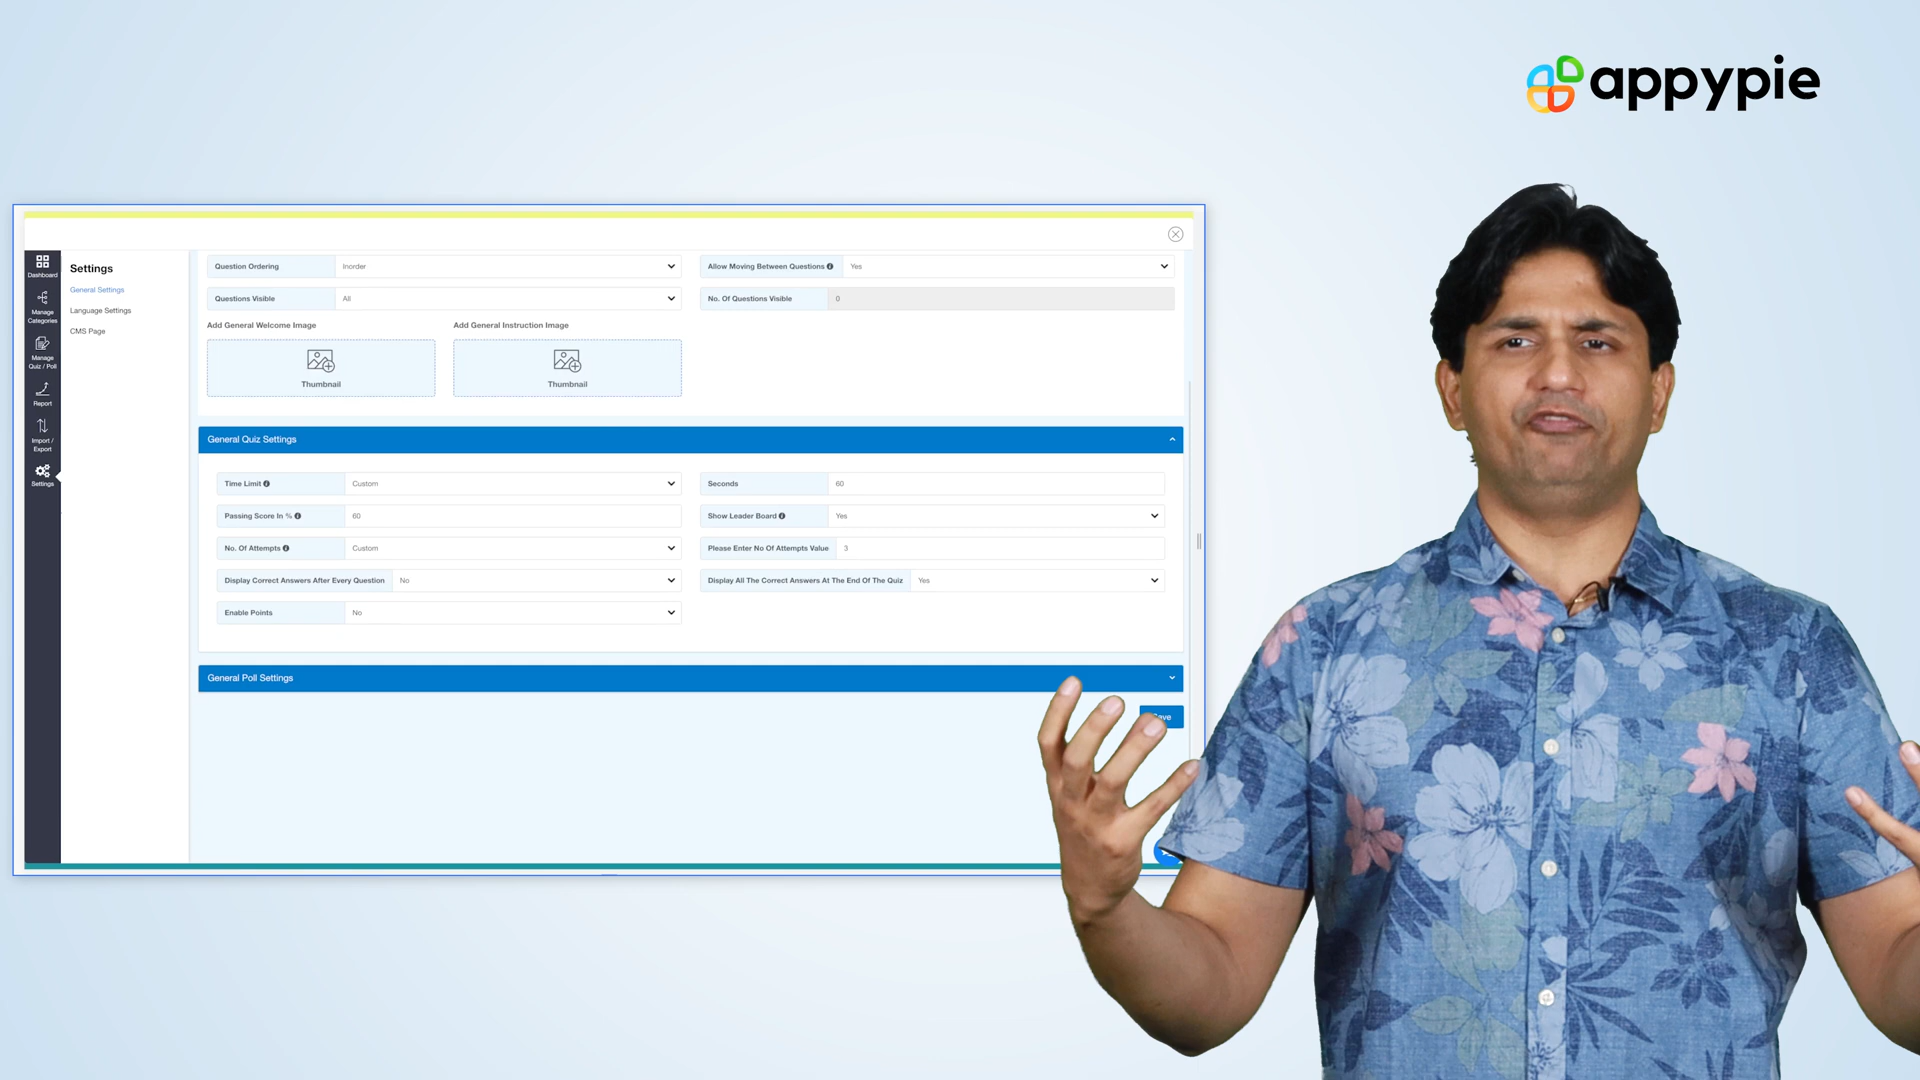 appypie
Dashboard
Manage
Categories
Manage
Quiz / Poll
Report
Import /
Export
Settings
Settings
General Settings
Language Settings
CMS Page
Question Ordering Inorder
Allow Moving Between Questions Yes
Questions Visible All
No. Of Questions Visible 0
Add General Welcome Image
Add General Instruction Image
Thumbnail
Thumbnail
General Quiz Settings
Time Limit Custom
Seconds 60
Passing Score In % 60
Show Leader Board Yes
No. Of Attempts Custom
Please Enter No Of Attempts Value 3
Display Correct Answers After Every Question No
Display All The Correct Answers At The End Of The Quiz Yes
Enable Points No
General Poll Settings